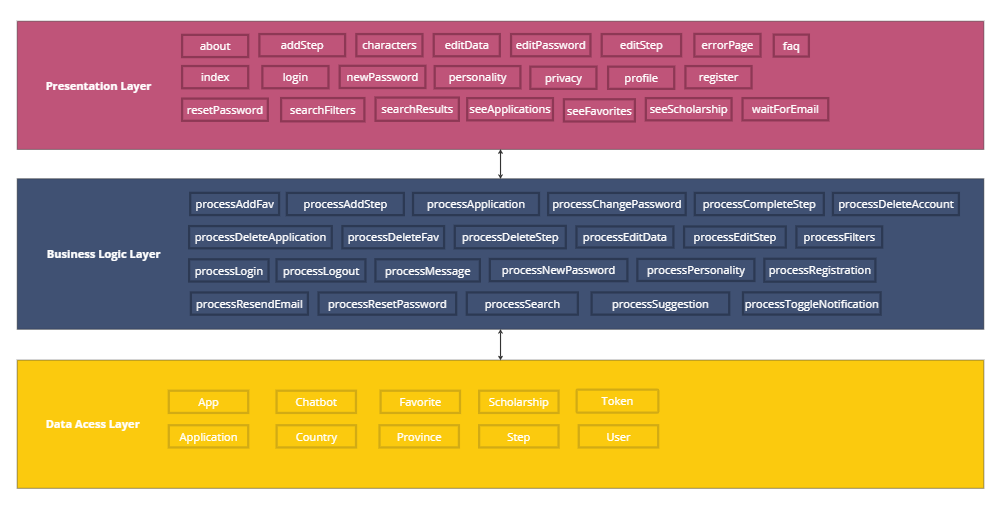 about addStep characters editData editPassword editStep errorPage faq
index login newPassword personality privacy profile register
Presentation Layer
resetPassword searchFilters searchResults seeApplications seeFavorites seeScholarship waitForEmail
processAddFav processAddStep processApplication processChangePassword processCompleteStep processDeleteAccount
processDeleteApplication processDeleteFav processDeleteStep processEditData processEditStep processFilters
Business Logic Layer
processLogin processLogout processMessage processNewPassword processPersonality processRegistration
processResendEmail processResetPassword processSearch processSuggestion processToggleNotification
App Chatbot Favorite Scholarship Token
Data Acess Layer
Application Country Province Step User